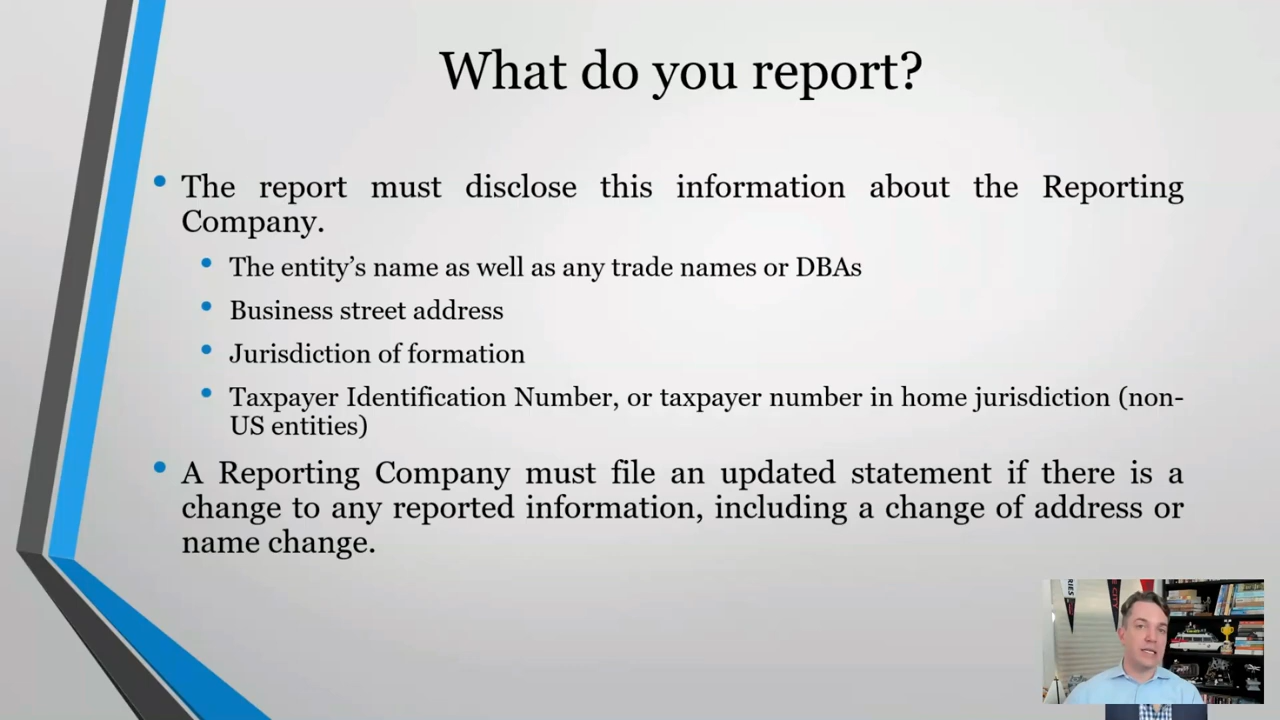 What do you report?
• The report must disclose this information about the Reporting
Company.
• The entity’s name as well as any trade names or DBAs
• Business street address
• Jurisdiction of formation
• Taxpayer Identification Number, or taxpayer number in home jurisdiction (non-
US entities)
• A Reporting Company must file an updated statement if there is a
change to any reported information, including a change of address or
name change.